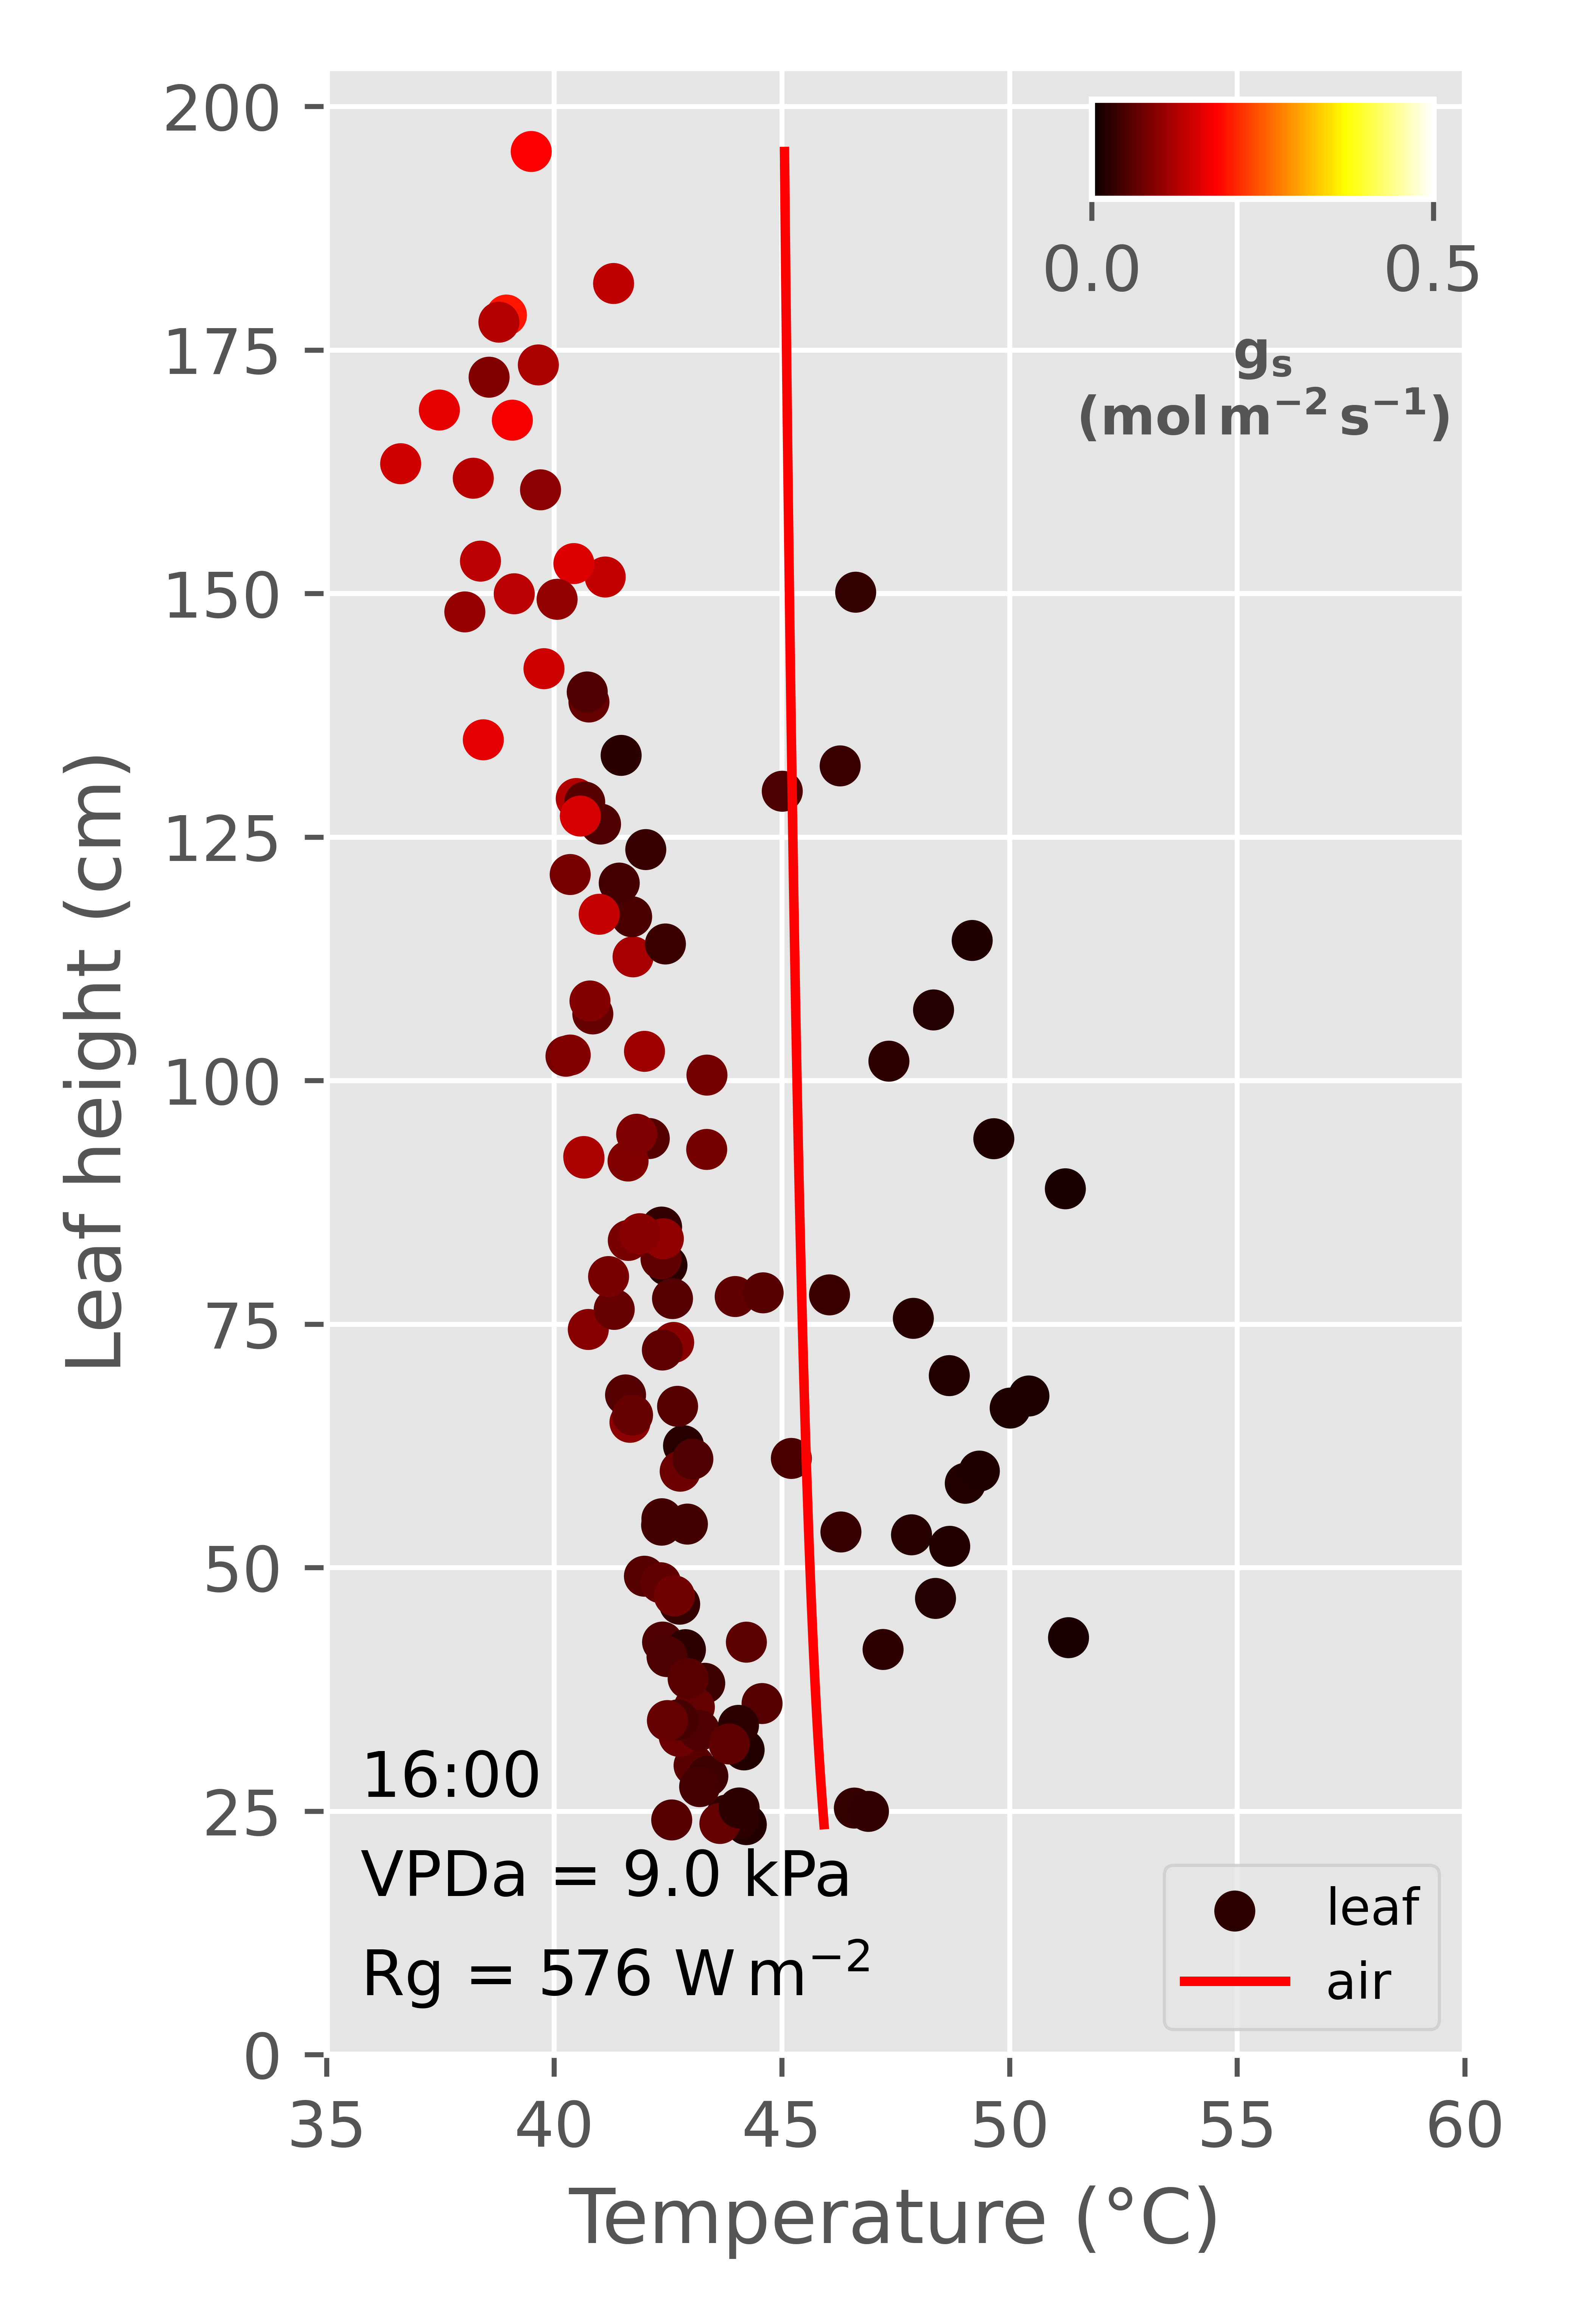 200
175
150
125
100
75
50
25
0
Leaf height (cm)
0.0 0.5
gₛ
(mol m⁻² s⁻¹)
16:00
VPDa = 9.0 kPa
Rg = 576 W m⁻²
leaf
air
35 40 45 50 55 60
Temperature (°C)